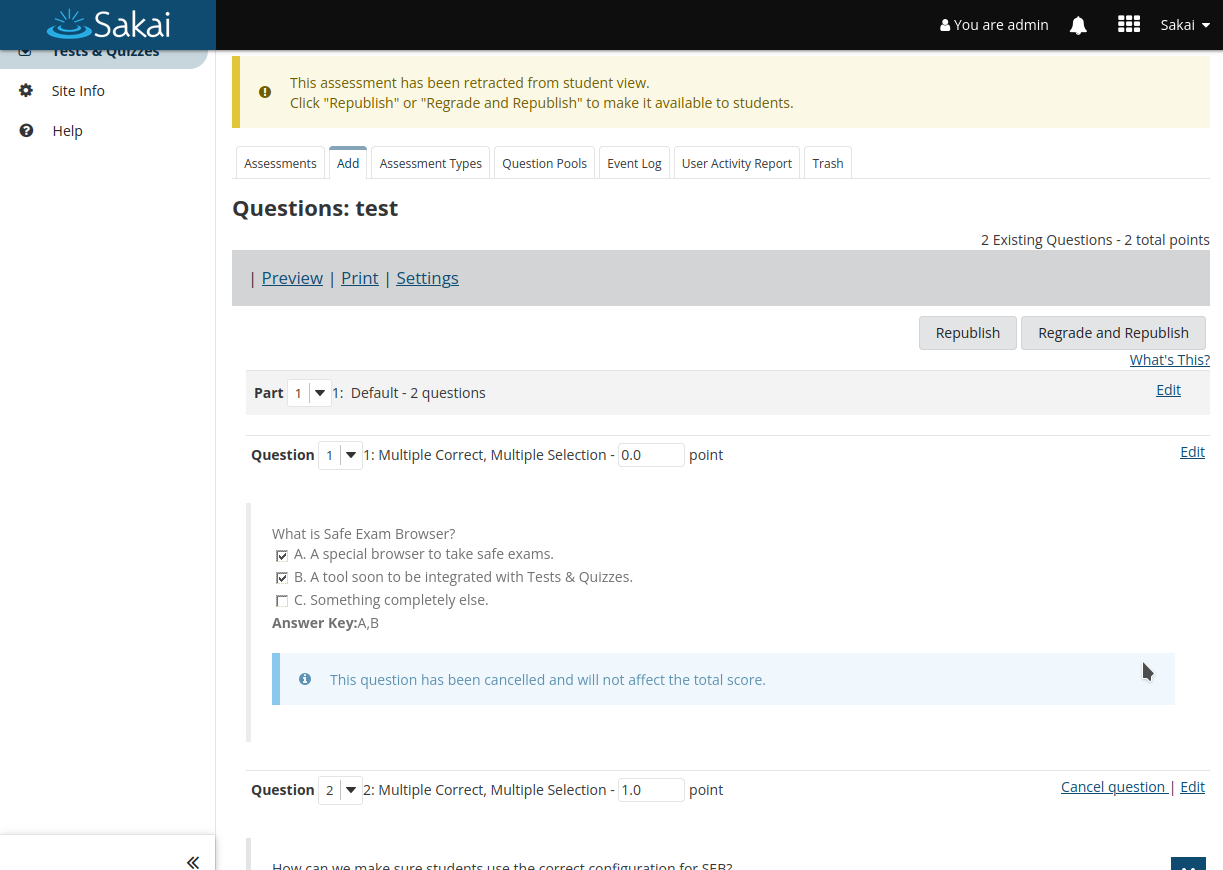 Sakai
You are admin
Sakai
Tests & Quizzes
Site Info
Help
This assessment has been retracted from student view.
Click "Republish" or "Regrade and Republish" to make it available to students.
Assessments Add Assessment Types Question Pools Event Log User Activity Report Trash
Questions: test
2 Existing Questions - 2 total points
| Preview | Print | Settings
Republish Regrade and Republish
What's This?
Part 1 1: Default - 2 questions Edit
Question 1 1: Multiple Correct, Multiple Selection - 0.0 point Edit
What is Safe Exam Browser?
A. A special browser to take safe exams.
B. A tool soon to be integrated with Tests & Quizzes.
C. Something completely else.
Answer Key:A,B
This question has been cancelled and will not affect the total score.
Question 2 2: Multiple Correct, Multiple Selection - 1.0 point Cancel question | Edit
How can we make sure students use the correct configuration for SEB?